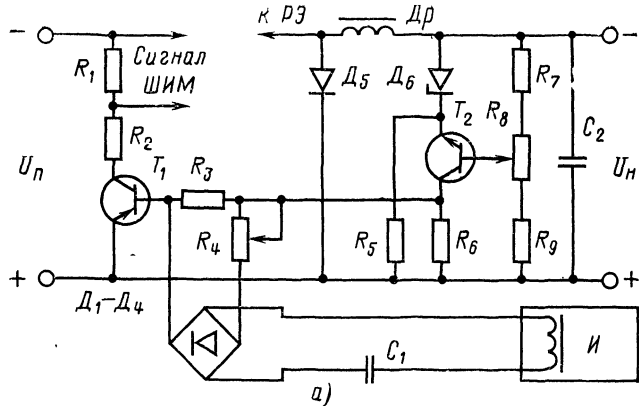 − к РЭ Др −
R₁ Сигнал ШИМ Д₅ Д₆ R₇
R₂ T₂ R₈ C₂
Uп T₁ R₃ Uн
R₄ R₅ R₆ R₉
+ Д₁–Д₄ +
C₁ И
а)